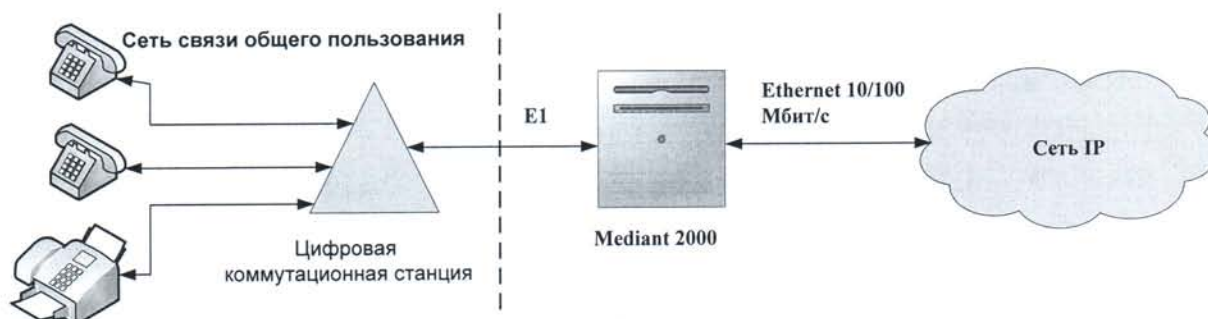 Сеть связи общего пользования
E1
Ethernet 10/100
Мбит/с
Сеть IP
Mediant 2000
Цифровая
коммутационная станция